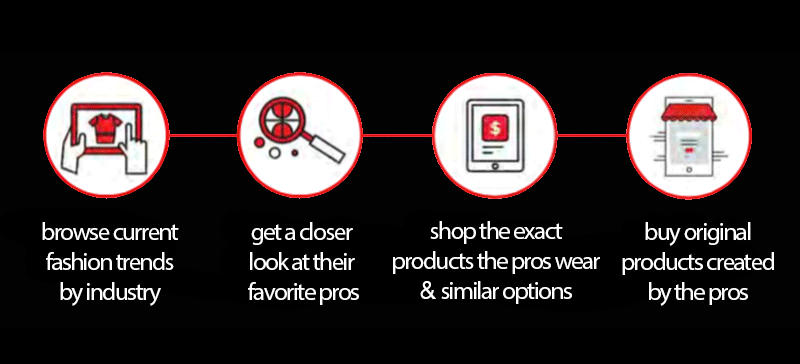 browse current
fashion trends
by industry
get a closer
look at their
favorite pros
$
shop the exact
products the pros wear
& similar options
buy original
products created
by the pros